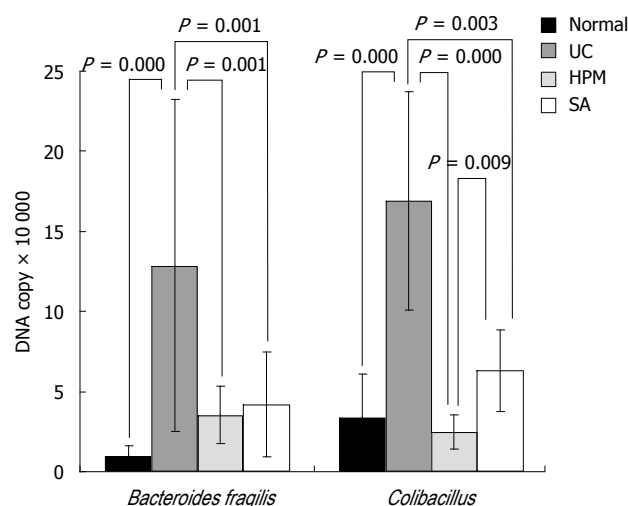 Normal
UC
HPM
SA
P = 0.001
P = 0.003
P = 0.000
P = 0.001
P = 0.000
P = 0.000
P = 0.009
DNA copy × 10 000
25
20
15
10
5
0
Bacteroides fragilis
Colibacillus